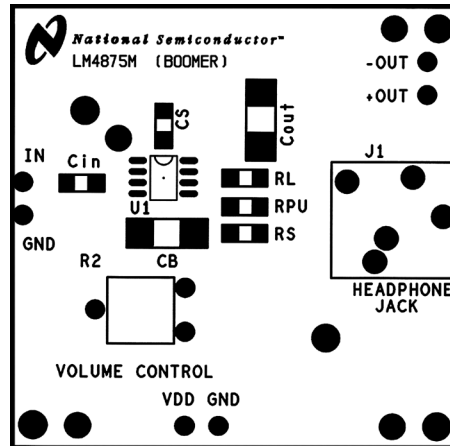 National Semiconductor™
LM4875M (BOOMER)
-OUT
+OUT
CS
Cout
J1
IN
Cin
RL
U1
RPU
GND
RS
R2
CB
HEADPHONE
JACK
VOLUME CONTROL
VDD GND